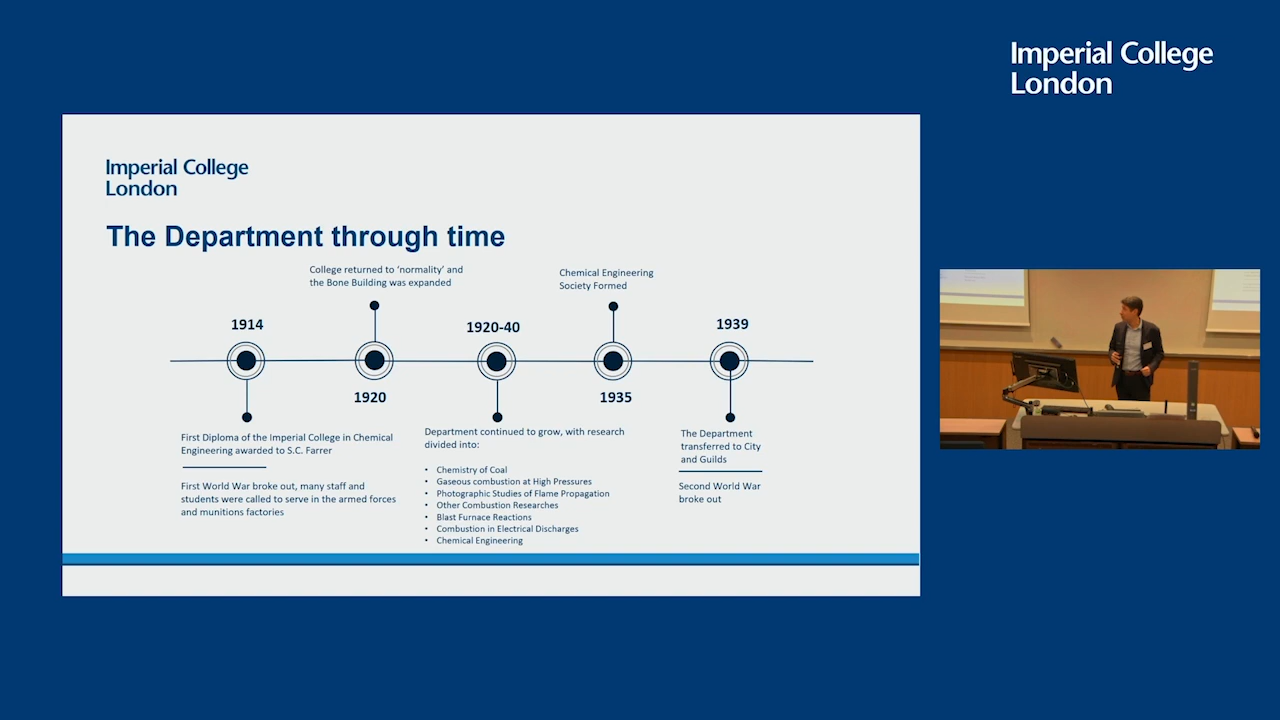 Imperial College
London
Imperial College
London
The Department through time
College returned to ‘normality’ and
the Bone Building was expanded
Chemical Engineering
Society Formed
1914
1920-40
1939
1920
1935
First Diploma of the Imperial College in Chemical
Engineering awarded to S.C. Farrer
First World War broke out, many staff and
students were called to serve in the armed forces
and munitions factories
Department continued to grow, with research
divided into:
• Chemistry of Coal
• Gaseous combustion at High Pressures
• Photographic Studies of Flame Propagation
• Other Combustion Researches
• Blast Furnace Reactions
• Combustion in Electrical Discharges
• Chemical Engineering
The Department
transferred to City
and Guilds
Second World War
broke out